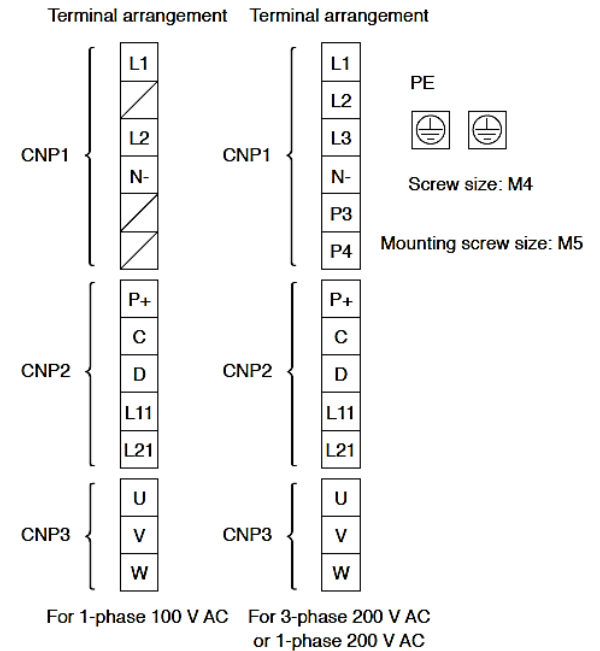 Terminal arrangement Terminal arrangement
L1
L2
N-
CNP1
P+
C
D
L11
L21
CNP2
U
V
W
CNP3
For 1-phase 100 V AC
L1
L2
L3
N-
P3
P4
CNP1
P+
C
D
L11
L21
CNP2
U
V
W
CNP3
For 3-phase 200 V AC
or 1-phase 200 V AC
PE
Screw size: M4
Mounting screw size: M5